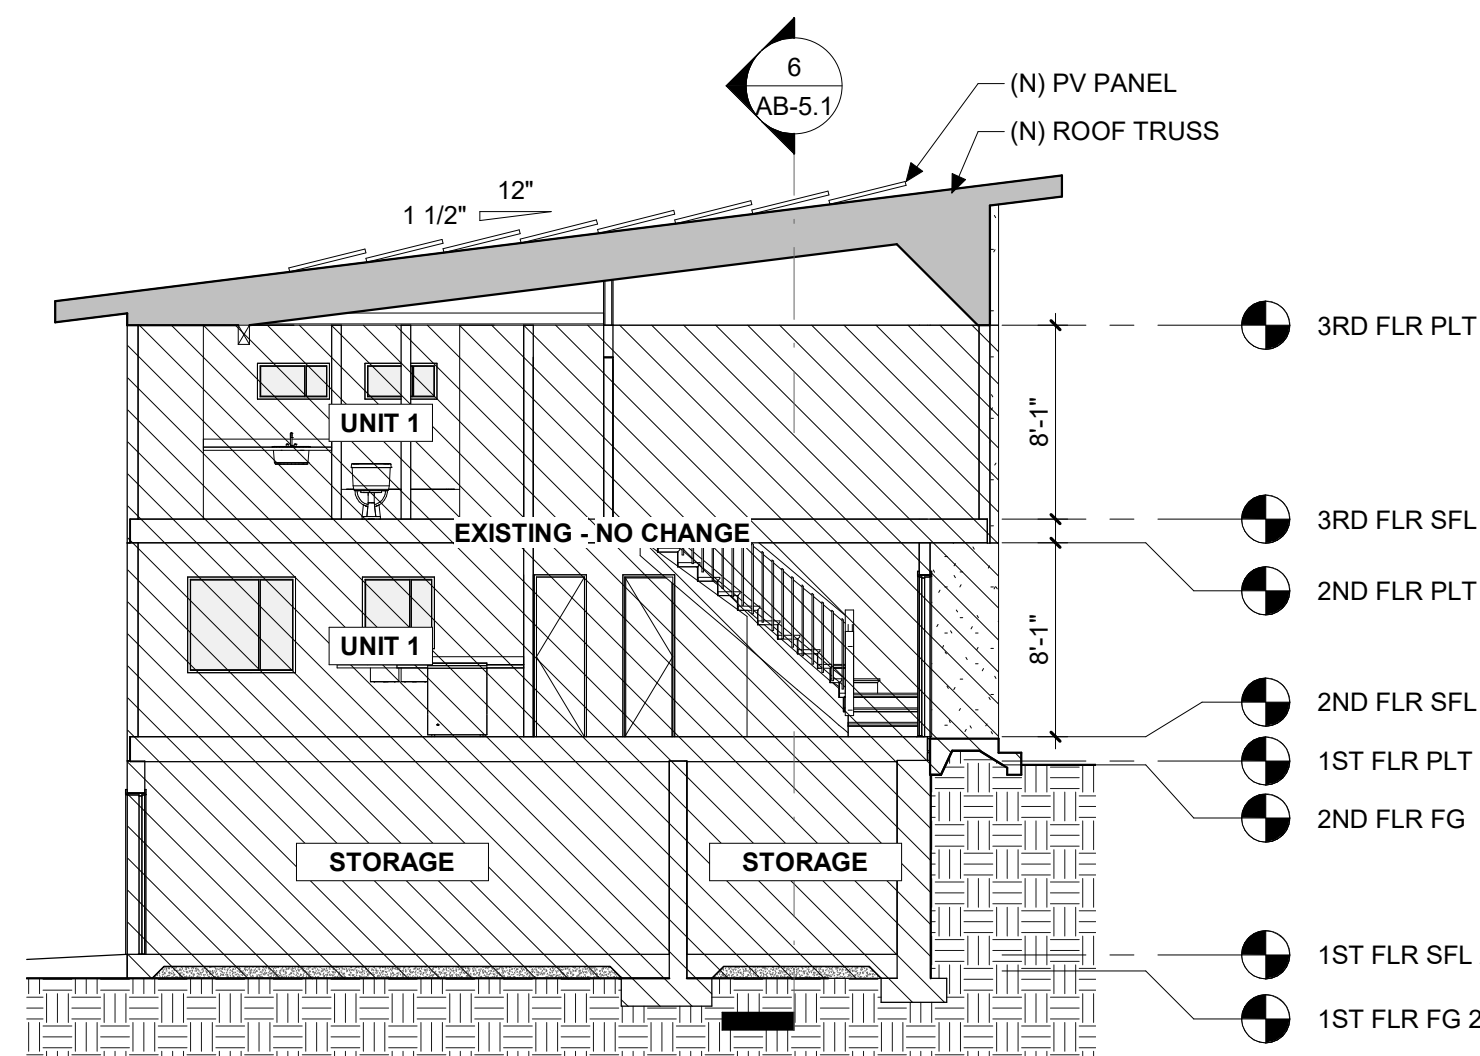 6
AB-5.1
(N) PV PANEL
(N) ROOF TRUSS
12"
1 1/2"
3RD FLR PLT
UNIT 1
8'-1"
3RD FLR SFL
EXISTING - NO CHANGE
2ND FLR PLT
UNIT 1
8'-1"
2ND FLR SFL
1ST FLR PLT
2ND FLR FG
STORAGE
STORAGE
1ST FLR SFL
1ST FLR FG 2